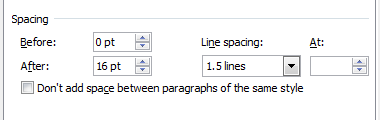 Spacing
Before: 0 pt Line spacing: At:
After: 16 pt 1.5 lines
Don't add space between paragraphs of the same style